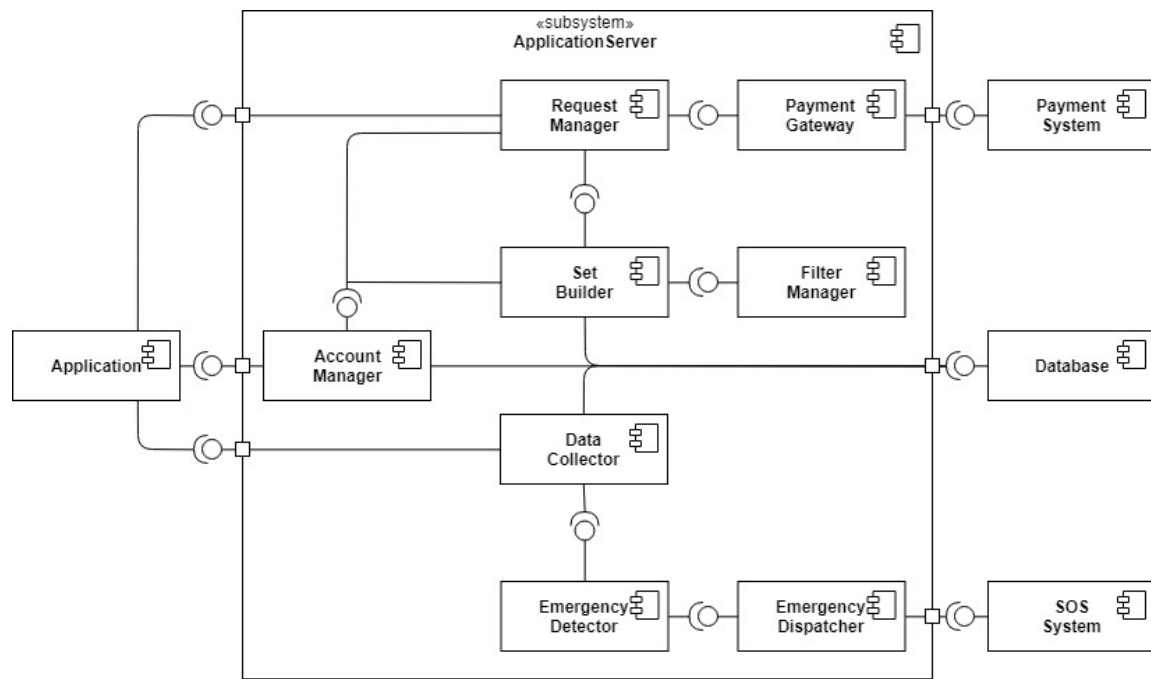 «subsystem»
ApplicationServer
Request
Manager
Payment
Gateway
Payment
System
Set
Builder
Filter
Manager
Application
Account
Manager
Database
Data
Collector
Emergency
Detector
Emergency
Dispatcher
SOS
System